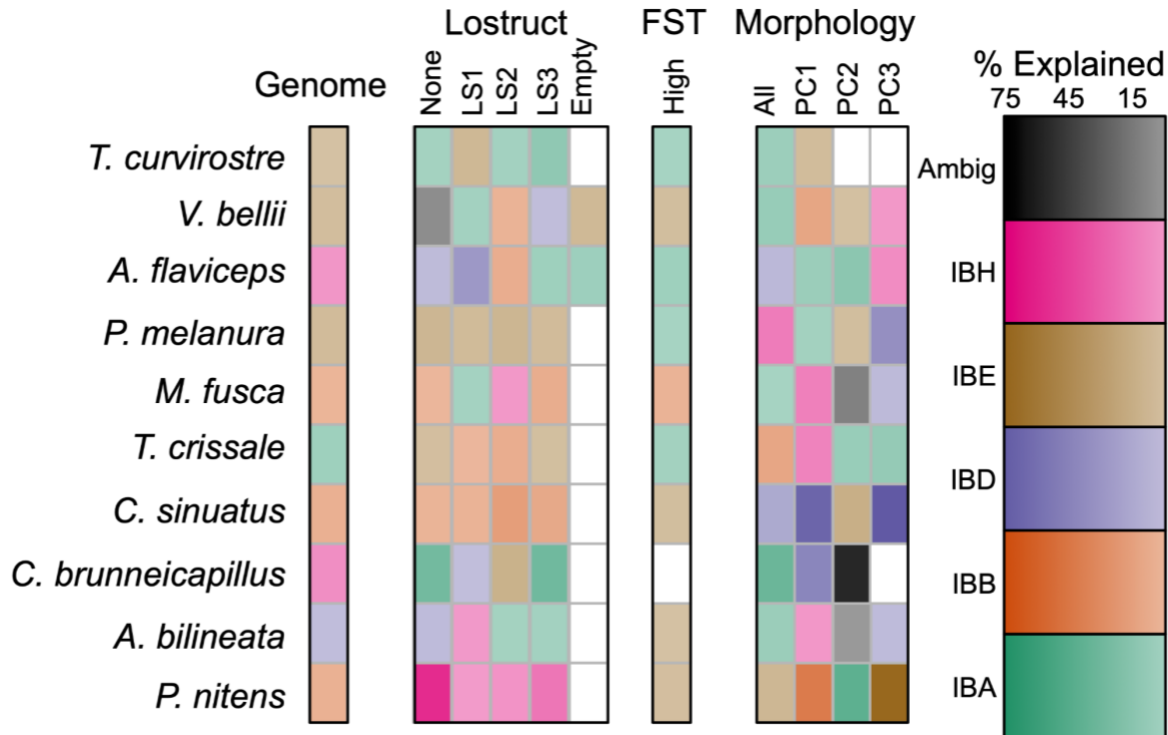 Lostruct FST Morphology
Genome None LS1 LS2 LS3 Empty High All PC1 PC2 PC3 % Explained
75 45 15
T. curvirostre
Ambig
V. bellii
A. flaviceps
IBH
P. melanura
IBE
M. fusca
T. crissale
IBD
C. sinuatus
C. brunneicapillus
IBB
A. bilineata
P. nitens
IBA